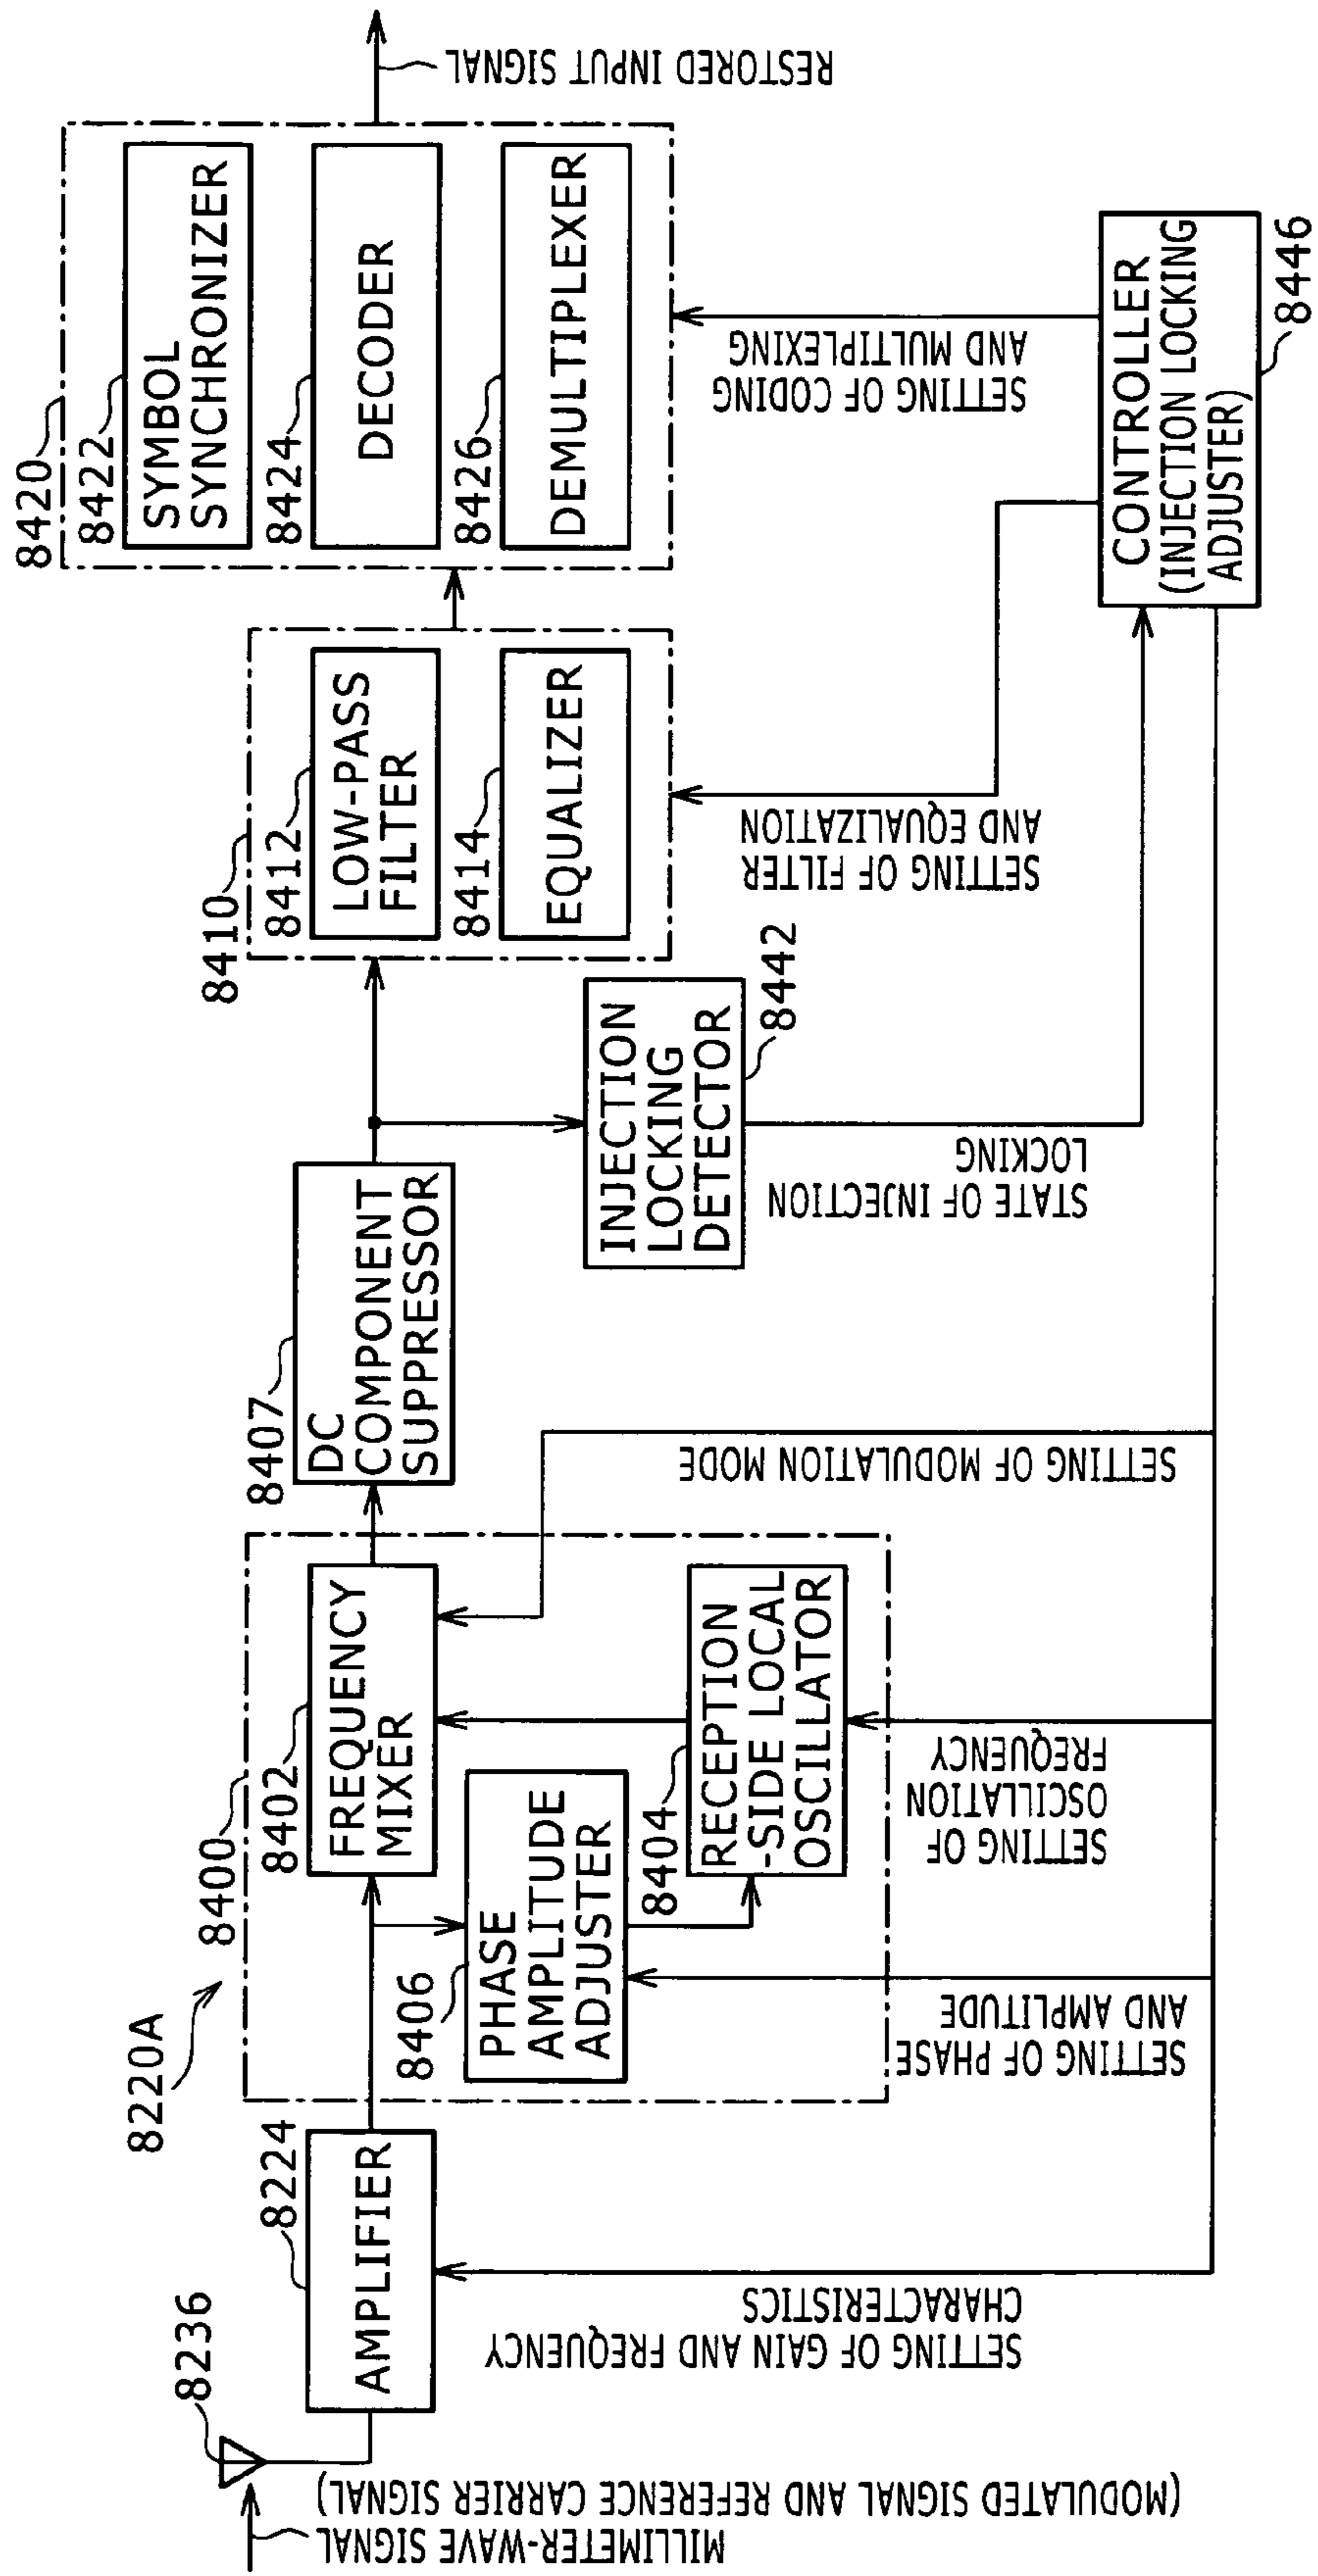 8220A
MILLIMETER-WAVE SIGNAL
(MODULATED SIGNAL AND REFERENCE CARRIER SIGNAL)
8236
8224
AMPLIFIER
SETTING OF GAIN AND FREQUENCY
CHARACTERISTICS
8400
8402
FREQUENCY
MIXER
8406
PHASE
AMPLITUDE
ADJUSTER
8404
RECEPTION
-SIDE LOCAL
OSCILLATOR
SETTING OF PHASE
AND AMPLITUDE
SETTING OF
OSCILLATION
FREQUENCY
SETTING OF MODULATION MODE
8407
DC
COMPONENT
SUPPRESSOR
INJECTION
LOCKING
DETECTOR
8442
STATE OF INJECTION
LOCKING
8410
8412
LOW-PASS
FILTER
8414
EQUALIZER
SETTING OF FILTER
AND EQUALIZATION
8420
8422
SYMBOL
SYNCHRONIZER
8424
DECODER
8426
DEMULTIPLEXER
SETTING OF CODING
AND MULTIPLEXING
RESTORED INPUT SIGNAL
CONTROLLER
(INJECTION LOCKING
ADJUSTER)
8446